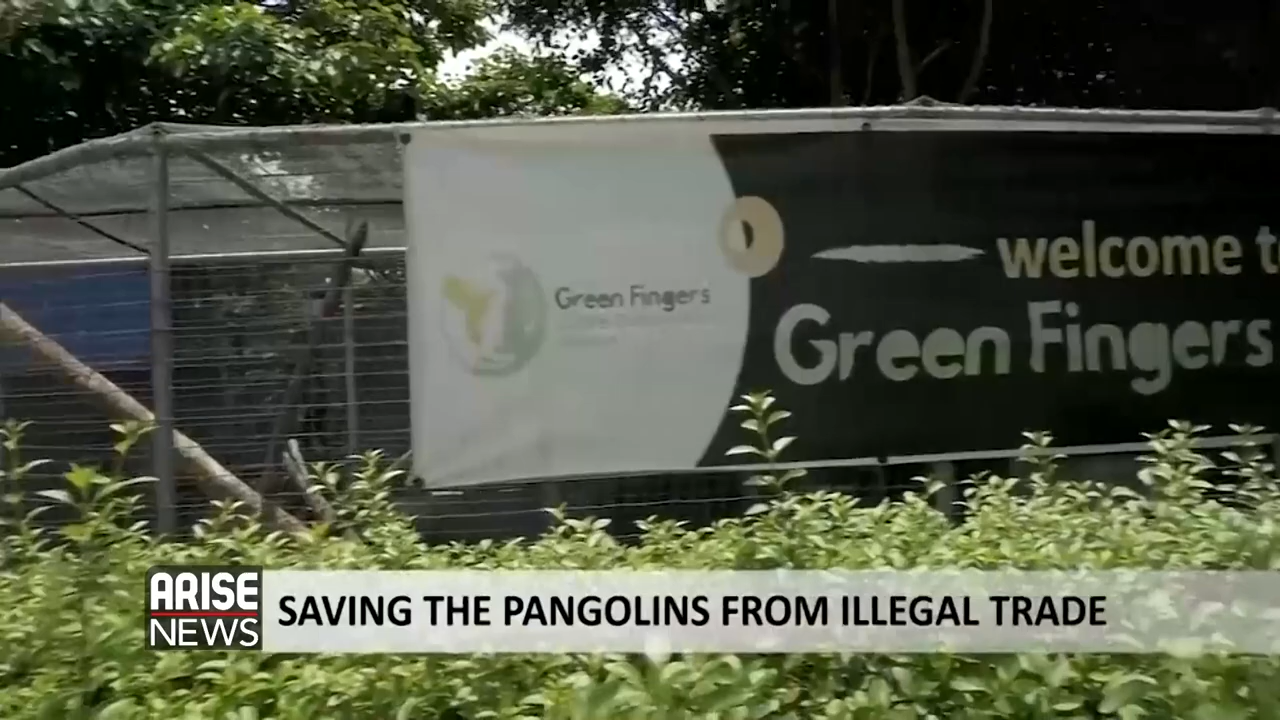 welcome t
Green Fingers
Green Fingers
ARISE
NEWS
SAVING THE PANGOLINS FROM ILLEGAL TRADE